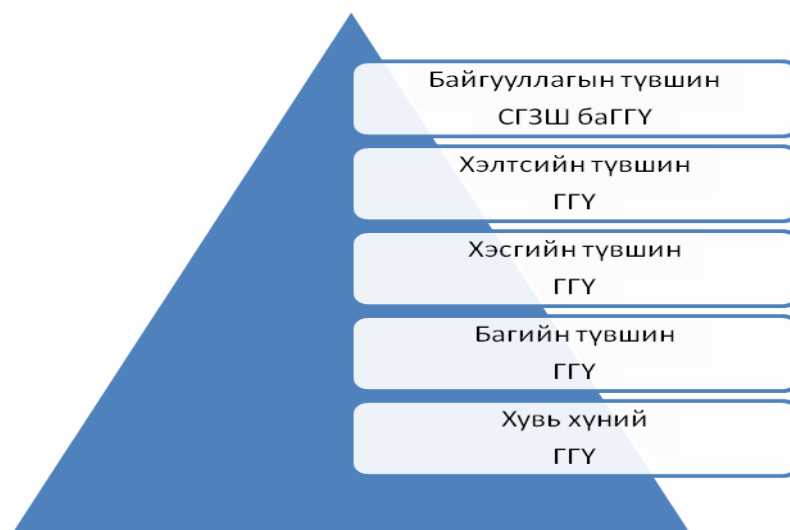 Байгууллагын түвшин
СГЗШ баГГҮ
Хэлтсийн түвшин
ГГҮ
Хэсгийн түвшин
ГГҮ
Багийн түвшин
ГГҮ
Хувь хүний
ГГҮ